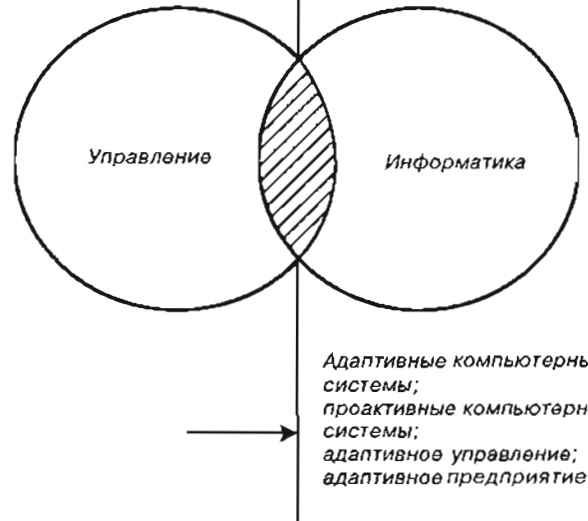 Управление
Информатика
Адаптивные компьютерны
системы;
проактивные компьютерн
системы;
адаптивное управление;
адаптивное предприятие